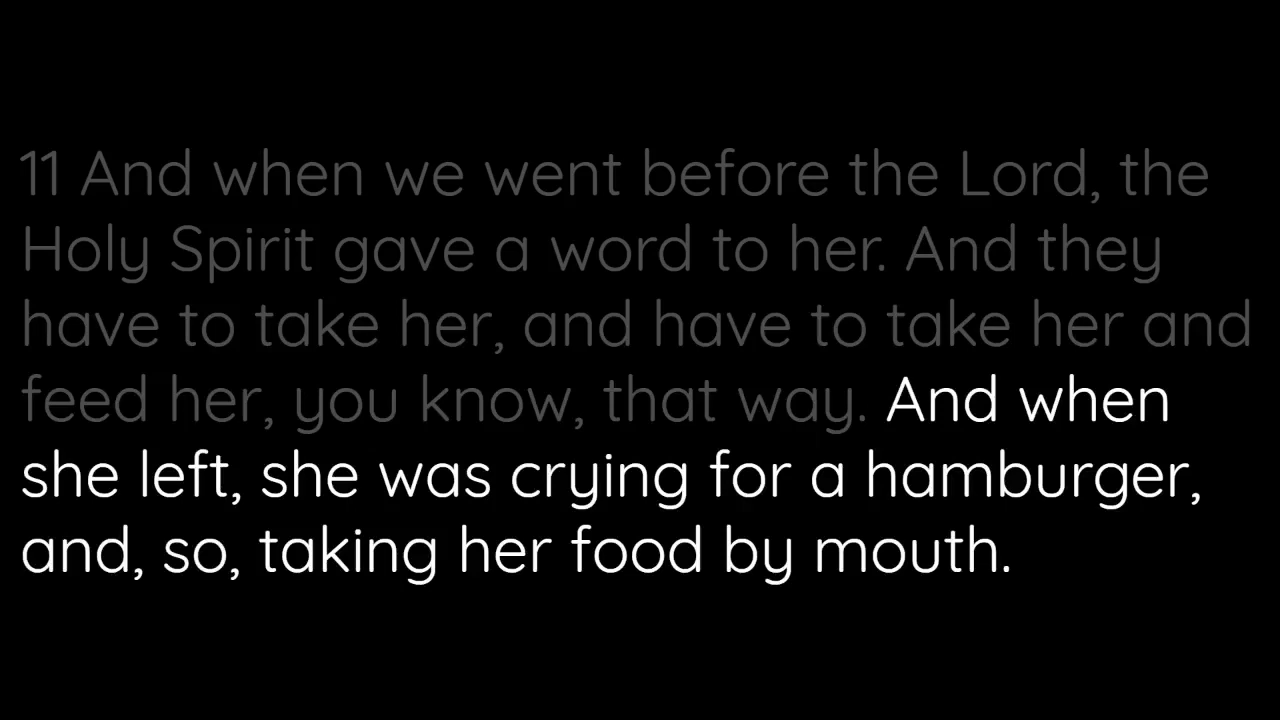 11 And when we went before the Lord, the
Holy Spirit gave a word to her. And they
have to take her, and have to take her and
feed her, you know, that way. And when
she left, she was crying for a hamburger,
and, so, taking her food by mouth.